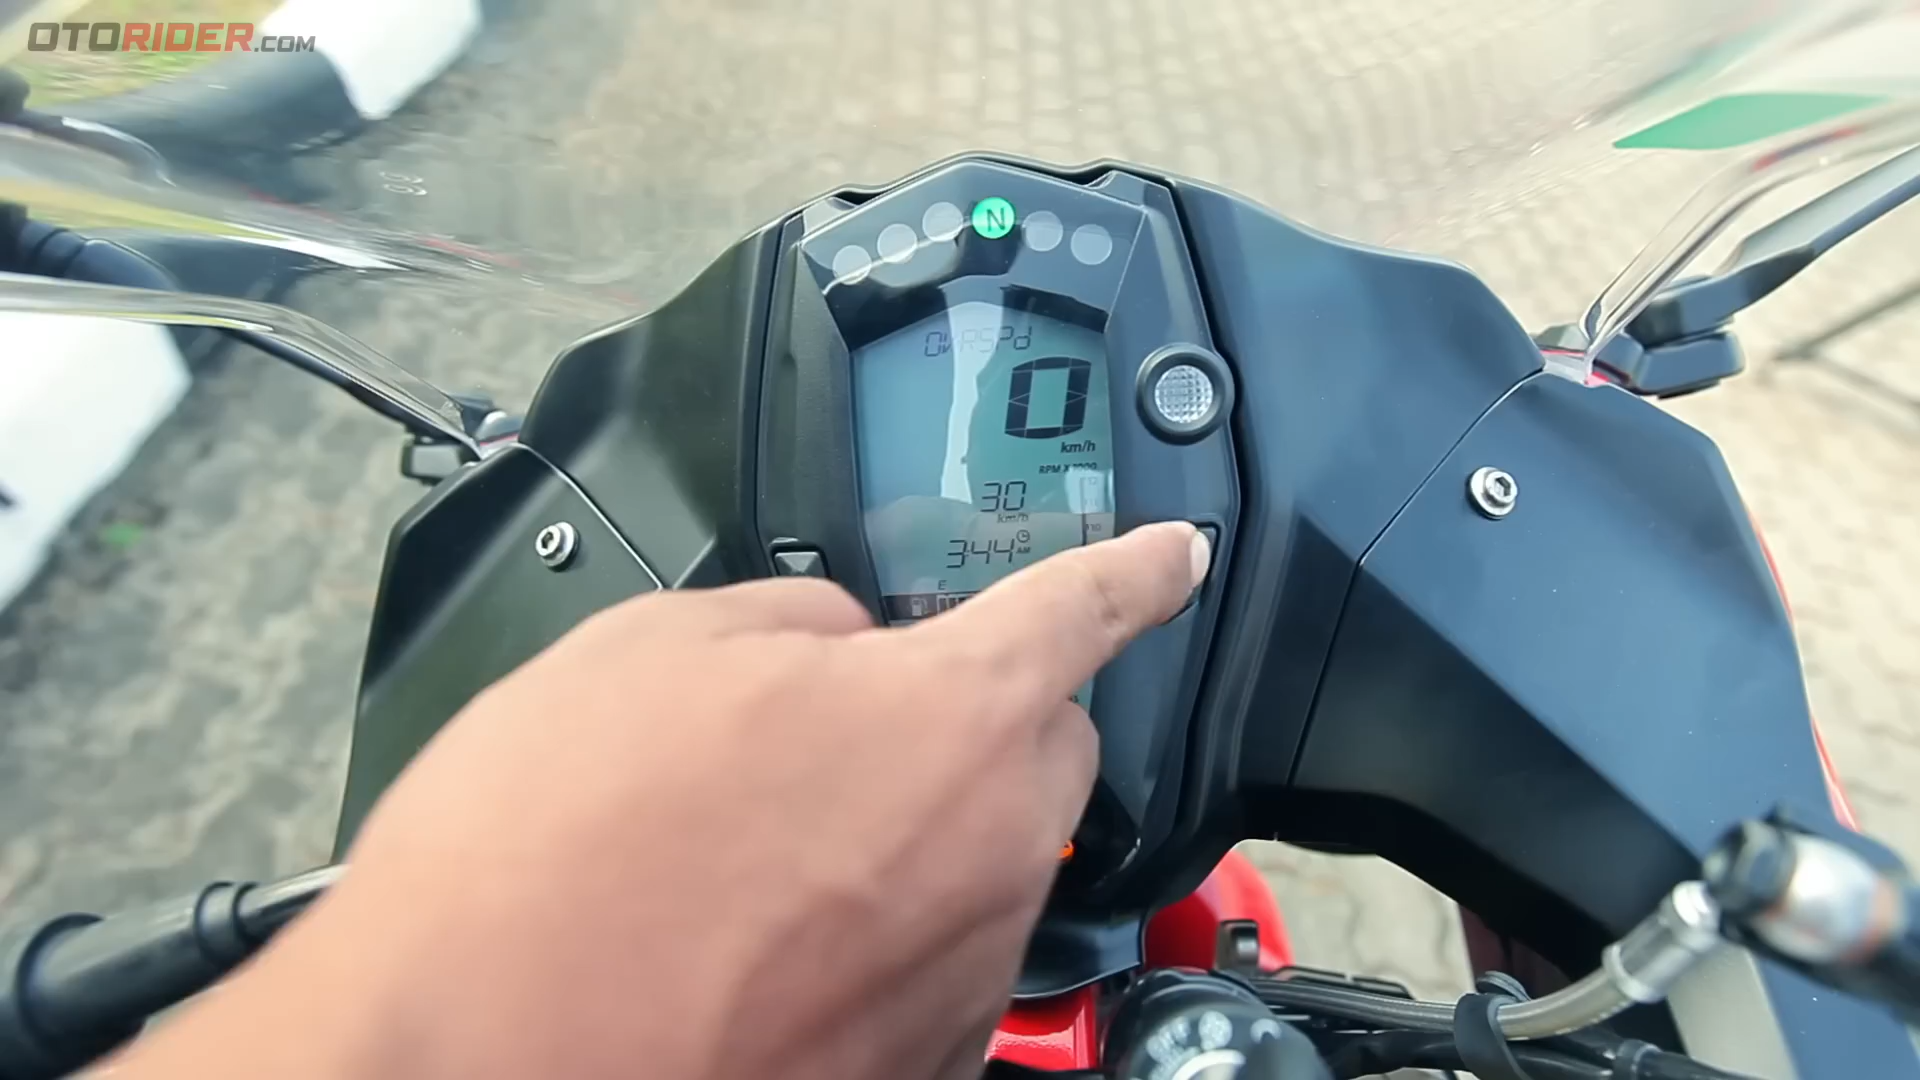 OTORIDER.COM
N
OVRSPd
0
km/h
RPM X 1000
30
km/h
3:44 AM
E